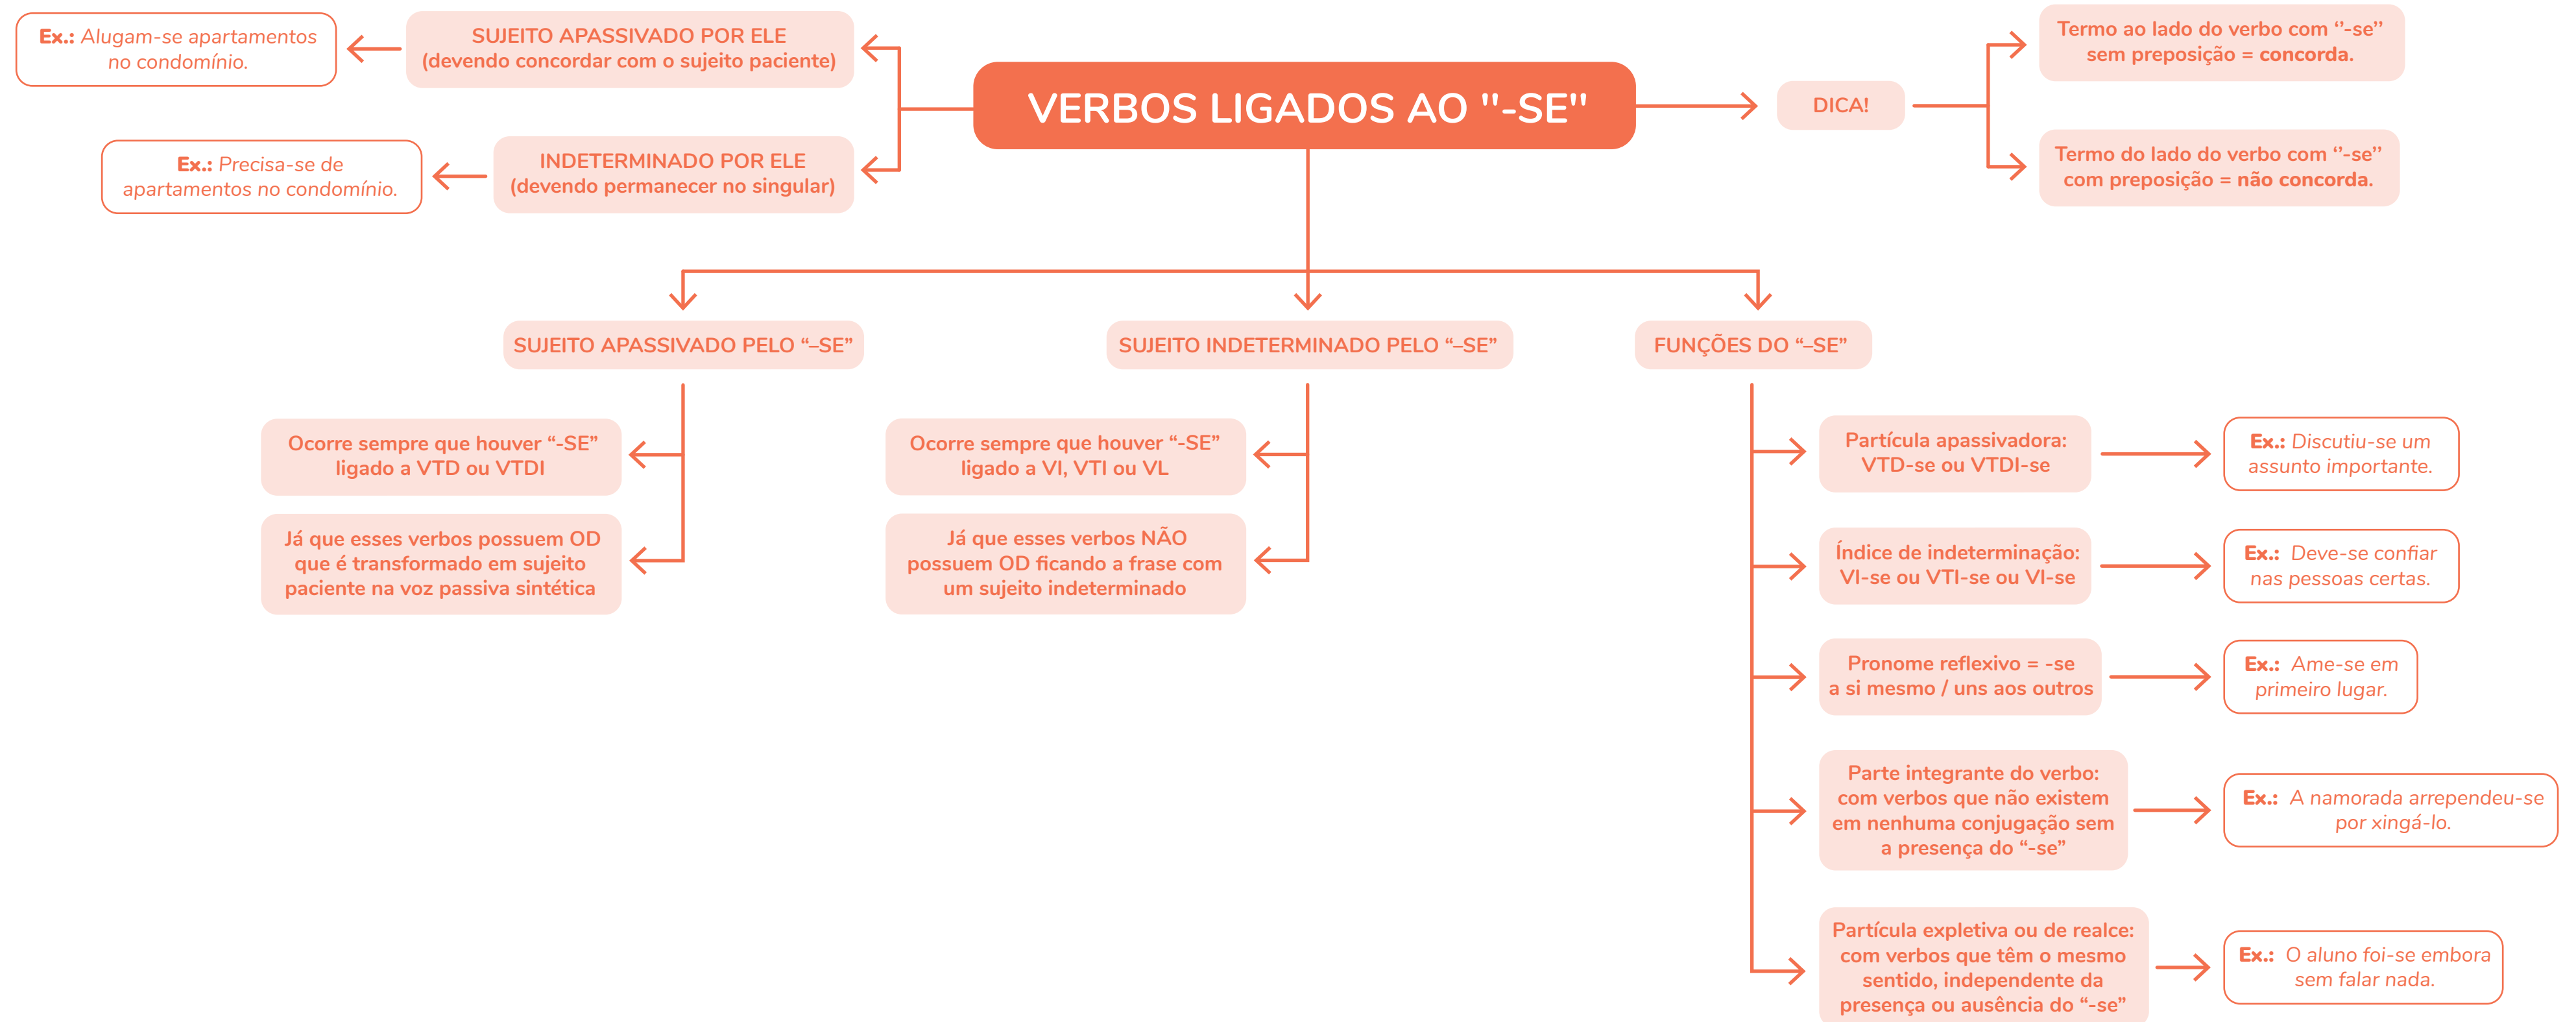 VERBOS LIGADOS AO "-SE"
SUJEITO APASSIVADO POR ELE
(devendo concordar com o sujeito paciente)
Ex.: Alugam-se apartamentos
no condomínio.
INDETERMINADO POR ELE
(devendo permanecer no singular)
Ex.: Precisa-se de
apartamentos no condomínio.
DICA!
Termo ao lado do verbo com ‘’-se’’
sem preposição = concorda.
Termo do lado do verbo com ‘’-se’’
com preposição = não concorda.
SUJEITO APASSIVADO PELO “–SE”
Ocorre sempre que houver “-SE”
ligado a VTD ou VTDI
Já que esses verbos possuem OD
que é transformado em sujeito
paciente na voz passiva sintética
SUJEITO INDETERMINADO PELO “–SE”
Ocorre sempre que houver “-SE”
ligado a VI, VTI ou VL
Já que esses verbos NÃO
possuem OD ficando a frase com
um sujeito indeterminado
FUNÇÕES DO “–SE”
Partícula apassivadora:
VTD-se ou VTDI-se
Ex.: Discutiu-se um
assunto importante.
Índice de indeterminação:
VI-se ou VTI-se ou VI-se
Ex.: Deve-se confiar
nas pessoas certas.
Pronome reflexivo = -se
a si mesmo / uns aos outros
Ex.: Ame-se em
primeiro lugar.
Parte integrante do verbo:
com verbos que não existem
em nenhuma conjugação sem
a presença do “-se”
Ex.: A namorada arrependeu-se
por xingá-lo.
Partícula expletiva ou de realce:
com verbos que têm o mesmo
sentido, independente da
presença ou ausência do “-se”
Ex.: O aluno foi-se embora
sem falar nada.